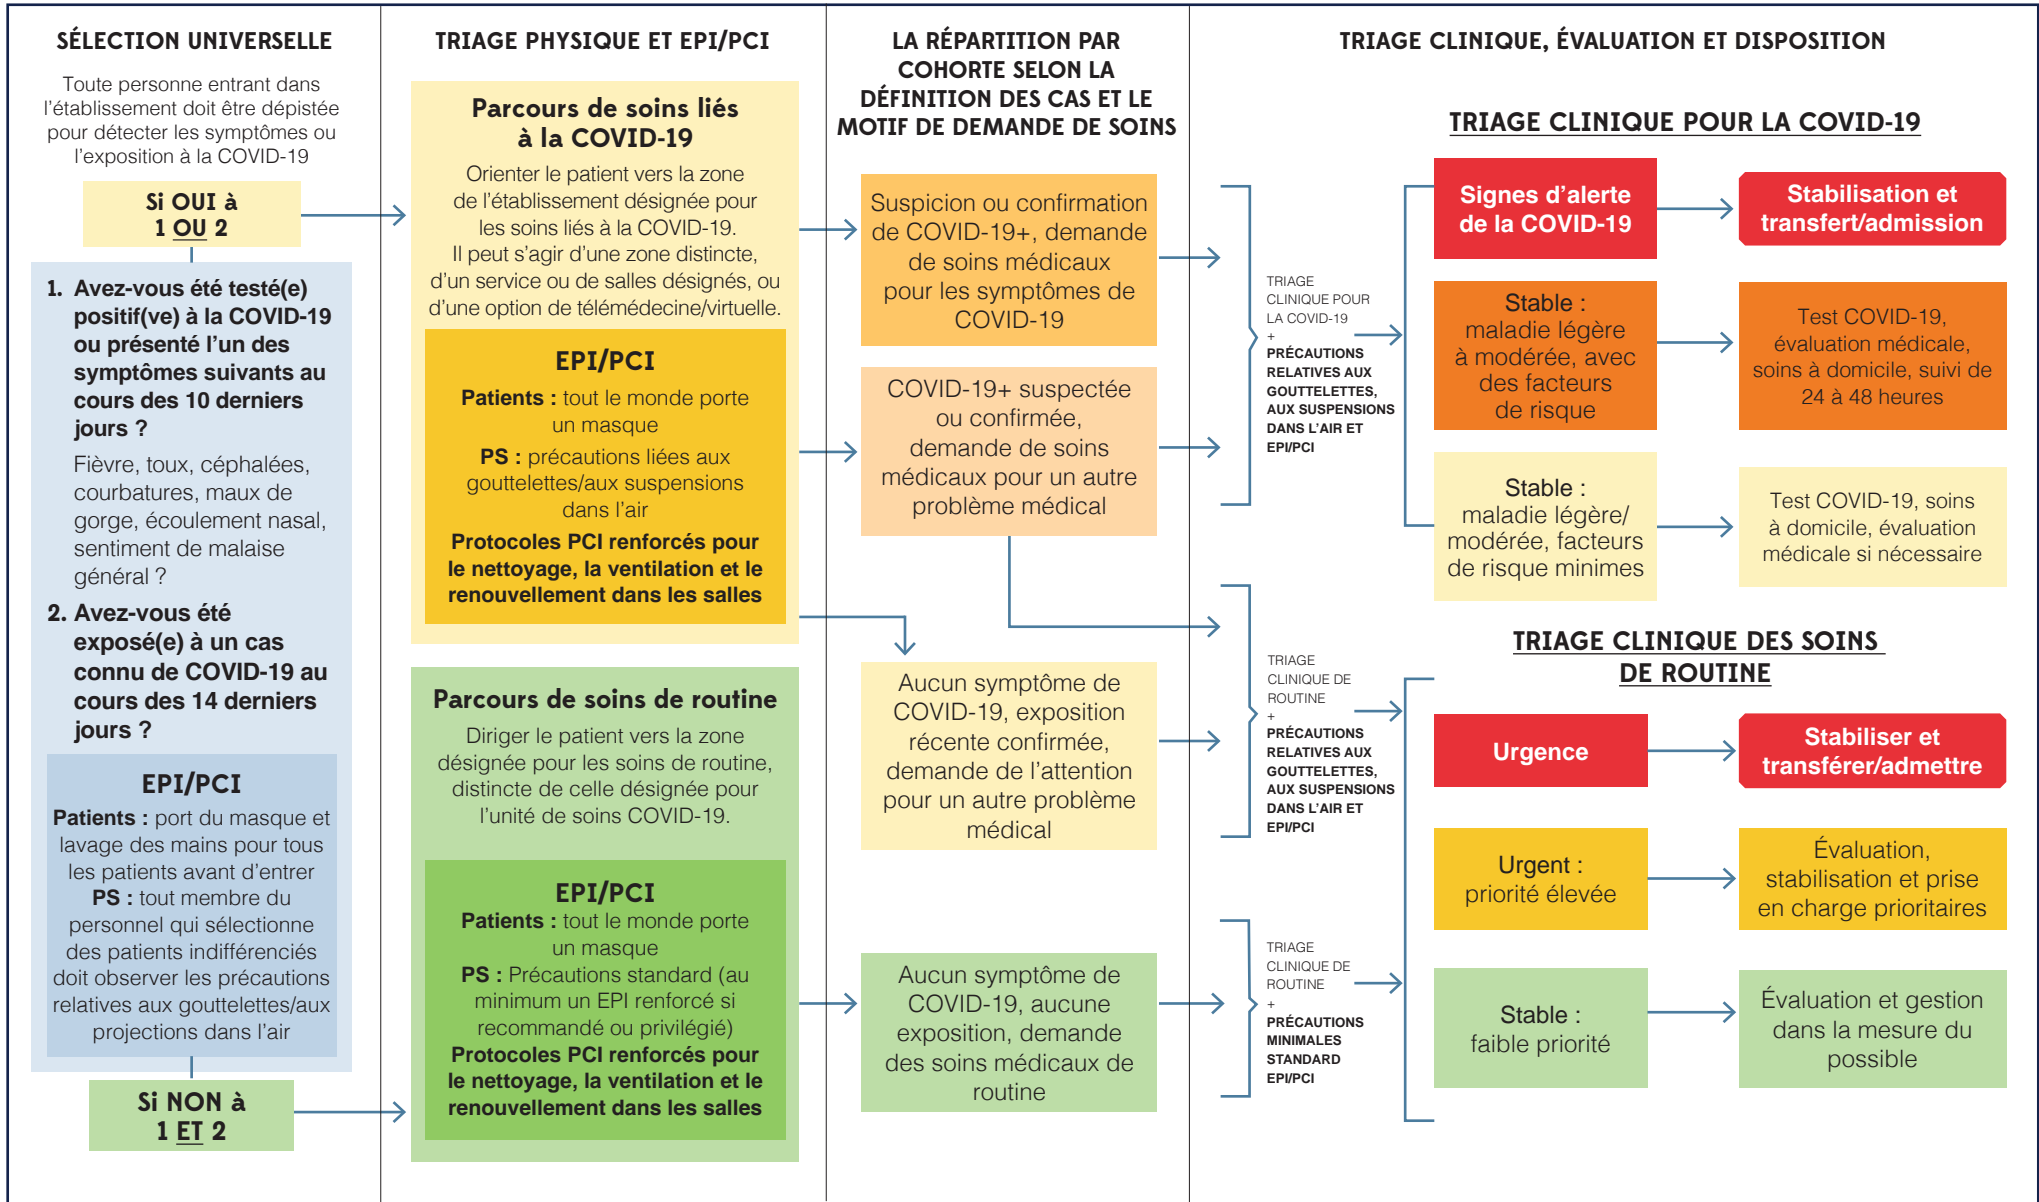 SÉLECTION UNIVERSELLE
Toute personne entrant dans
l'établissement doit être dépistée
pour détecter les symptômes ou
l'exposition à la COVID-19
Si OUI à
1 OU 2
1. Avez-vous été testé(e)
positif(ve) à la COVID-19
ou présenté l'un des
symptômes suivants au
cours des 10 derniers
jours ?
Fièvre, toux, céphalées,
courbatures, maux de
gorge, écoulement nasal,
sentiment de malaise
général ?
2. Avez-vous été
exposé(e) à un cas
connu de COVID-19 au
cours des 14 derniers
jours ?
EPI/PCI
Patients : port du masque et
lavage des mains pour tous
les patients avant d'entrer
PS : tout membre du
personnel qui sélectionne
des patients indifférenciés
doit observer les précautions
relatives aux gouttelettes/aux
projections dans l'air
Si NON à
1 ET 2
TRIAGE PHYSIQUE ET EPI/PCI
Parcours de soins liés
à la COVID-19
Orienter le patient vers la zone
de l'établissement désignée pour
les soins liés à la COVID-19.
Il peut s'agir d'une zone distincte,
d'un service ou de salles désignés, ou
d'une option de télémédecine/virtuelle.
EPI/PCI
Patients : tout le monde porte
un masque
PS : précautions liées aux
gouttelettes/aux suspensions
dans l'air
Protocoles PCI renforcés pour
le nettoyage, la ventilation et le
renouvellement dans les salles
Parcours de soins de routine
Diriger le patient vers la zone
désignée pour les soins de routine,
distincte de celle désignée pour
l'unité de soins COVID-19.
EPI/PCI
Patients : tout le monde porte
un masque
PS : Précautions standard (au
minimum un EPI renforcé si
recommandé ou privilégié)
Protocoles PCI renforcés pour
le nettoyage, la ventilation et le
renouvellement dans les salles
LA RÉPARTITION PAR
COHORTE SELON LA
DÉFINITION DES CAS ET LE
MOTIF DE DEMANDE DE SOINS
Suspicion ou confirmation
de COVID-19+, demande
de soins médicaux
pour les symptômes de
COVID-19
COVID-19+ suspectée
ou confirmée,
demande de soins
médicaux pour un autre
problème médical
Aucun symptôme de
COVID-19, exposition
récente confirmée,
demande de l'attention
pour un autre problème
médical
Aucun symptôme de
COVID-19, aucune
exposition, demande
des soins médicaux de
routine
TRIAGE CLINIQUE, ÉVALUATION ET DISPOSITION
TRIAGE
CLINIQUE POUR
LA COVID-19
+
PRÉCAUTIONS
RELATIVES AUX
GOUTTELETTES,
AUX SUSPENSIONS
DANS L'AIR ET
EPI/PCI
TRIAGE CLINIQUE POUR LA COVID-19
Signes d'alerte
de la COVID-19
Stabilisation et
transfert/admission
Stable :
maladie légère
à modérée, avec
des facteurs
de risque
Test COVID-19,
évaluation médicale,
soins à domicile, suivi de
24 à 48 heures
Stable :
maladie légère/
modérée, facteurs
de risque minimes
Test COVID-19, soins
à domicile, évaluation
médicale si nécessaire
TRIAGE
CLINIQUE DE
ROUTINE
+
PRÉCAUTIONS
RELATIVES AUX
GOUTTELETTES,
AUX SUSPENSIONS
DANS L'AIR ET
EPI/PCI
TRIAGE
CLINIQUE DE
ROUTINE
+
PRÉCAUTIONS
MINIMALES
STANDARD
EPI/PCI
TRIAGE CLINIQUE DES SOINS
DE ROUTINE
Urgence
Stabiliser et
transférer/admettre
Urgent :
priorité élevée
Évaluation,
stabilisation et prise
en charge prioritaires
Stable :
faible priorité
Évaluation et gestion
dans la mesure du
possible